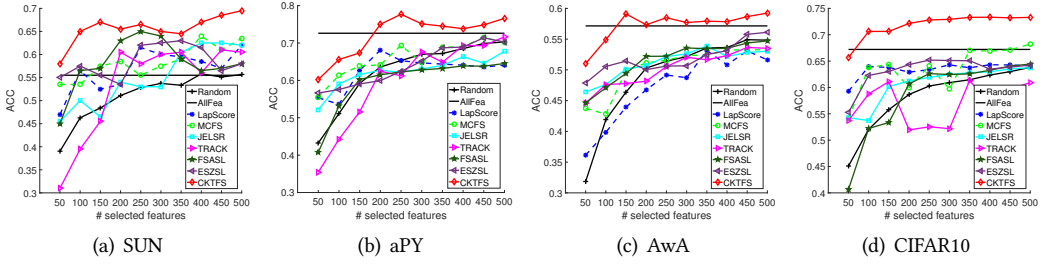 0.7
0.65
0.6
0.55
0.5
0.45
0.4
0.35
0.3
ACC
50 100 150 200 250 300 350 400 450 500
# selected features
Random
AllFea
LapScore
MCFS
JELSR
TRACK
FSASL
ESZSL
CKTFS
(a) SUN
0.8
0.7
0.6
0.5
0.4
0.3
0.2
ACC
50 100 150 200 250 300 350 400 450 500
# selected features
Random
AllFea
LapScore
MCFS
JELSR
TRACK
FSASL
ESZSL
CKTFS
(b) aPY
0.6
0.55
0.5
0.45
0.4
0.35
0.3
ACC
50 100 150 200 250 300 350 400 450 500
# selected features
Random
AllFea
LapScore
MCFS
JELSR
TRACK
FSASL
ESZSL
CKTFS
(c) AwA
0.75
0.7
0.65
0.6
0.55
0.5
0.45
0.4
ACC
50 100 150 200 250 300 350 400 450 500
# selected features
Random
AllFea
LapScore
MCFS
JELSR
TRACK
FSASL
ESZSL
CKTFS
(d) CIFAR10